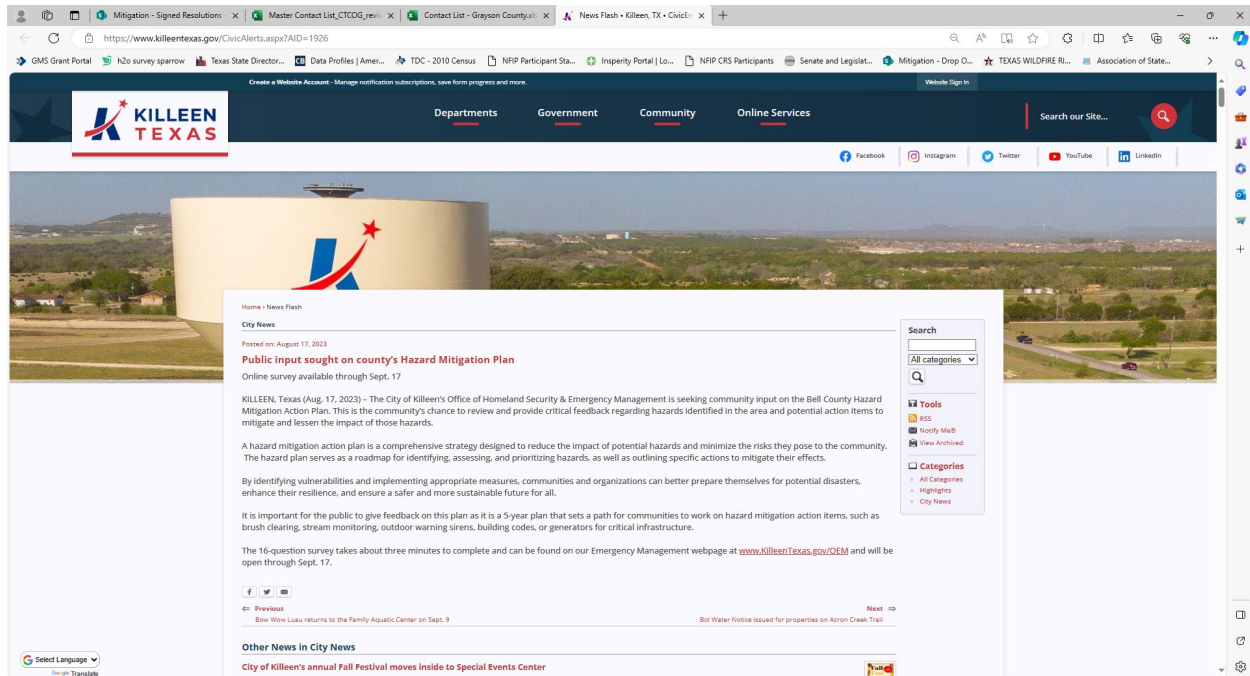 Mitigation - Signed Resolutions
Master Contact List_CTCOG_revis
Contact List - Grayson County.xls
News Flash • Killeen, TX • CivicEn
https://www.killeentexas.gov/CivicAlerts.aspx?AID=1926
GMS Grant Portal
h2o survey sparrow
Texas State Director...
Data Profiles | Amer...
TDC - 2010 Census
NFIP Participant Sta...
Insperity Portal | Lo...
NFIP CRS Participants
Senate and Legislat...
Mitigation - Drop O...
TEXAS WILDFIRE RI...
Association of State...
Create a Website Account - Manage notification subscriptions, save form progress and more.
Website Sign In
KILLEEN
TEXAS
Departments
Government
Community
Online Services
Search our Site...
Facebook
Instagram
Twitter
YouTube
LinkedIn
Home › News Flash
City News
Posted on: August 17, 2023
Public input sought on county's Hazard Mitigation Plan
Online survey available through Sept. 17
KILLEEN, Texas (Aug. 17, 2023) – The City of Killeen's Office of Homeland Security & Emergency Management is seeking community input on the Bell County Hazard
Mitigation Action Plan. This is the community's chance to review and provide critical feedback regarding hazards identified in the area and potential action items to
mitigate and lessen the impact of those hazards.
A hazard mitigation action plan is a comprehensive strategy designed to reduce the impact of potential hazards and minimize the risks they pose to the community.
The hazard plan serves as a roadmap for identifying, assessing, and prioritizing hazards, as well as outlining specific actions to mitigate their effects.
By identifying vulnerabilities and implementing appropriate measures, communities and organizations can better prepare themselves for potential disasters,
enhance their resilience, and ensure a safer and more sustainable future for all.
It is important for the public to give feedback on this plan as it is a 5-year plan that sets a path for communities to work on hazard mitigation action items, such as
brush clearing, stream monitoring, outdoor warning sirens, building codes, or generators for critical infrastructure.
The 16-question survey takes about three minutes to complete and can be found on our Emergency Management webpage at www.KilleenTexas.gov/OEM and will be
open through Sept. 17.
Search
All categories
Tools
RSS
Notify Me®
View Archived
Categories
All Categories
Highlights
City News
Previous
Bow Wow Luau returns to the Family Aquatic Center on Sept. 9
Next
Bol Water Notice issued for properties on Acron Creek Trail
Other News in City News
City of Killeen's annual Fall Festival moves inside to Special Events Center
Fall
Select Language
Google Translate